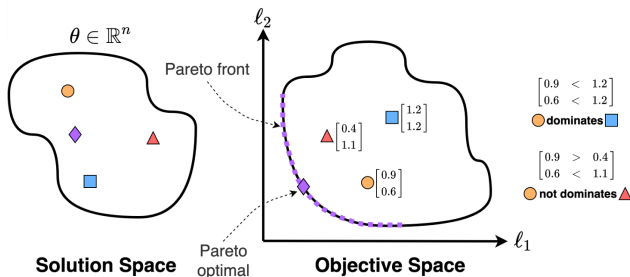 θ ∈ ℝⁿ
Solution Space
ℓ₂
Pareto front
[0.4
1.1]
[1.2
1.2]
[0.9
0.6]
Pareto
optimal
ℓ₁
Objective Space
[0.9 < 1.2
0.6 < 1.2]
dominates
[0.9 > 0.4
0.6 < 1.1]
not dominates